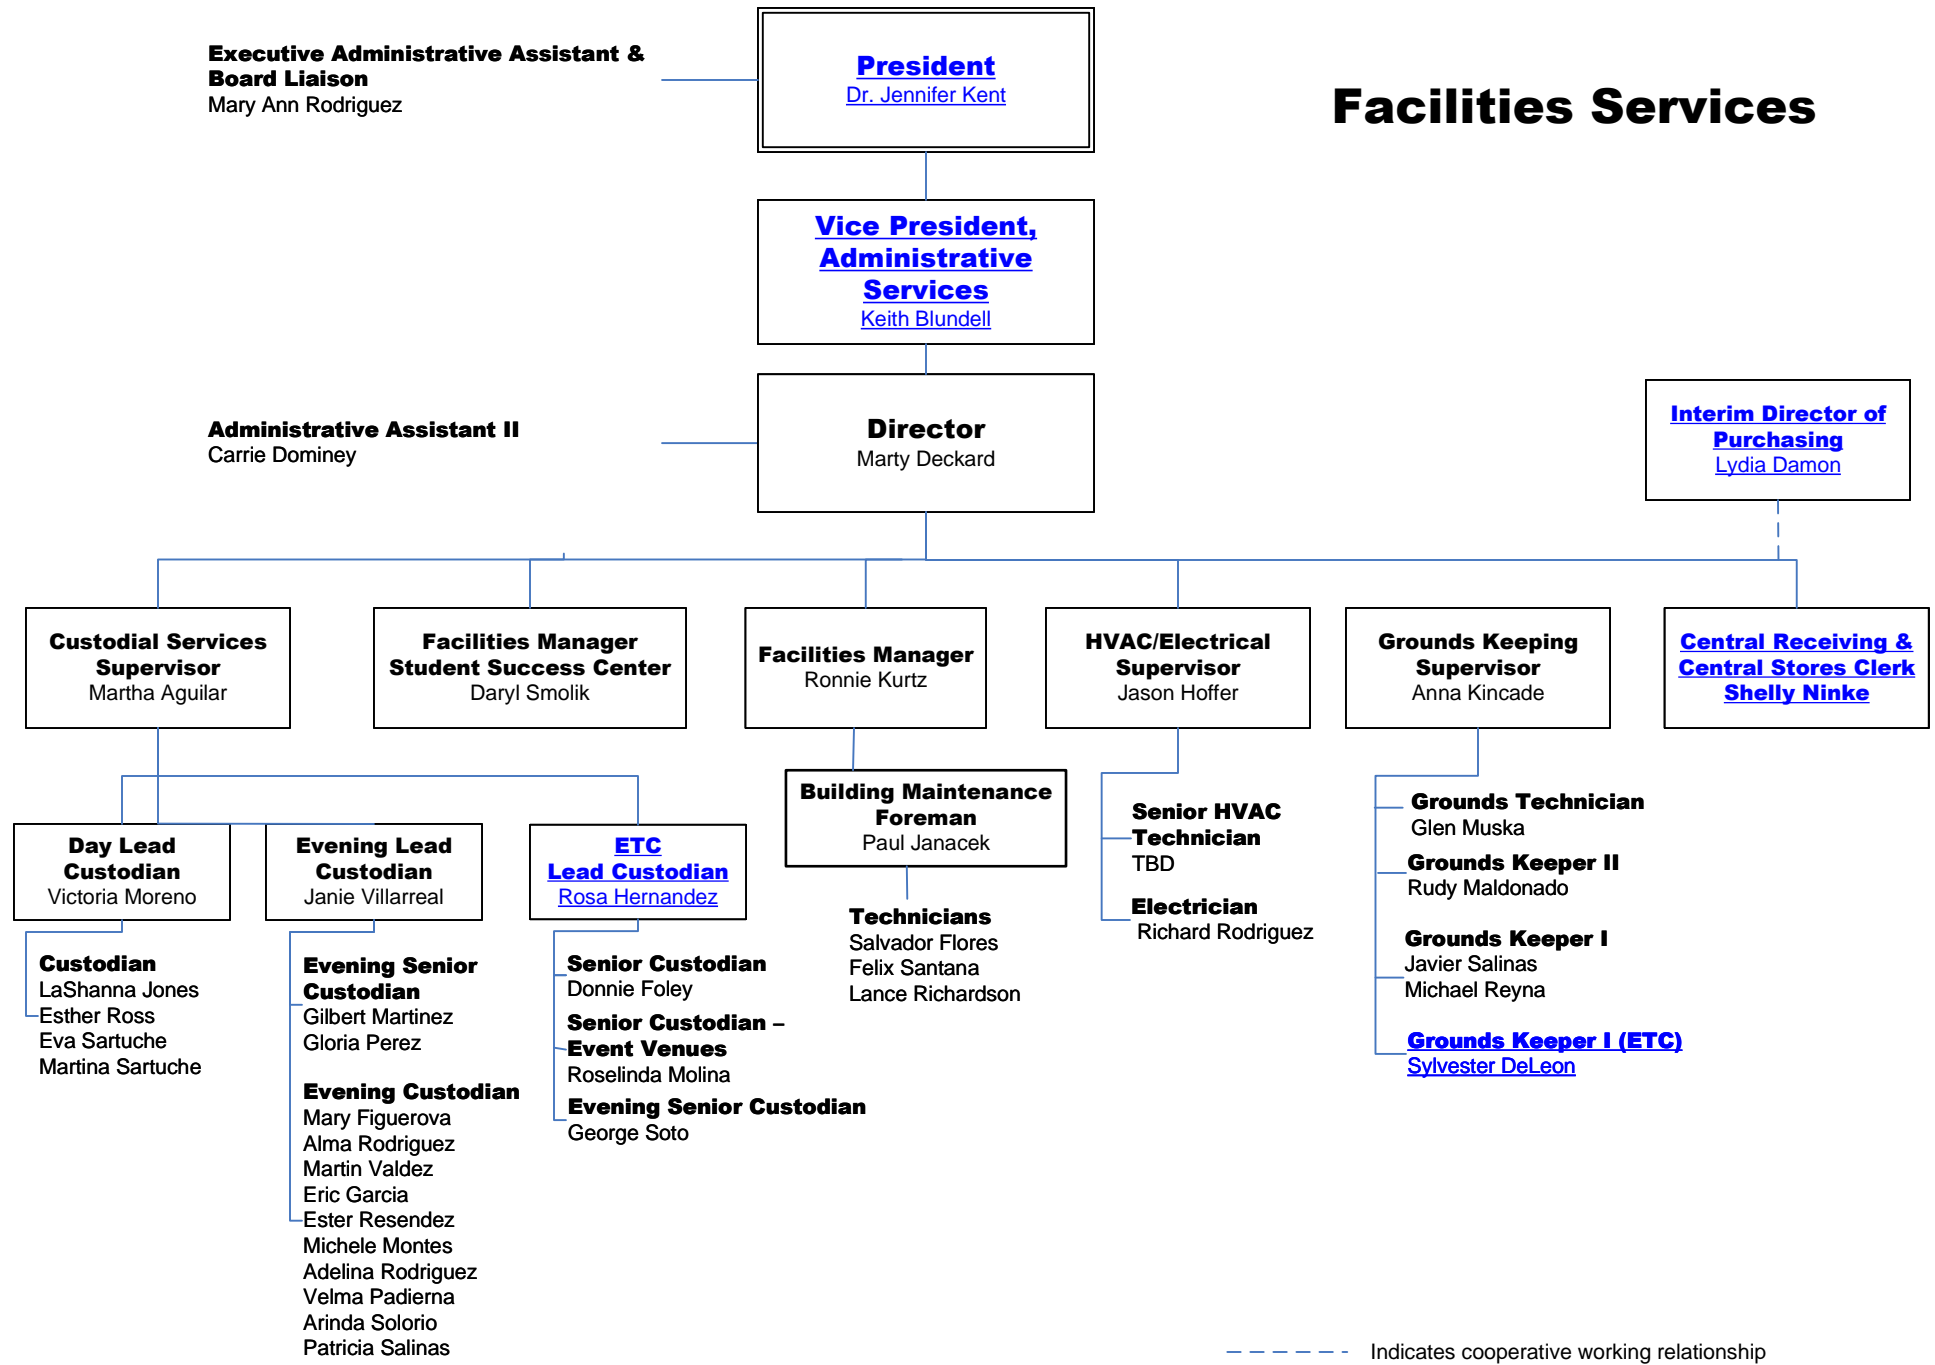 Executive Administrative Assistant &
Board Liaison
Mary Ann Rodriguez
President
Dr. Jennifer Kent
Facilities Services
Vice President,
Administrative
Services
Keith Blundell
Administrative Assistant II
Carrie Dominey
Director
Marty Deckard
Interim Director of
Purchasing
Lydia Damon
Custodial Services
Supervisor
Martha Aguilar
Facilities Manager
Student Success Center
Daryl Smolik
Facilities Manager
Ronnie Kurtz
HVAC/Electrical
Supervisor
Jason Hoffer
Grounds Keeping
Supervisor
Anna Kincade
Central Receiving &
Central Stores Clerk
Shelly Ninke
Day Lead
Custodian
Victoria Moreno
Evening Lead
Custodian
Janie Villarreal
ETC
Lead Custodian
Rosa Hernandez
Building Maintenance
Foreman
Paul Janacek
Senior HVAC
Technician
TBD
Electrician
Richard Rodriguez
Grounds Technician
Glen Muska
Grounds Keeper II
Rudy Maldonado
Grounds Keeper I
Javier Salinas
Michael Reyna
Grounds Keeper I (ETC)
Sylvester DeLeon
Custodian
LaShanna Jones
Esther Ross
Eva Sartuche
Martina Sartuche
Evening Senior
Custodian
Gilbert Martinez
Gloria Perez
Evening Custodian
Mary Figuerova
Alma Rodriguez
Martin Valdez
Eric Garcia
Ester Resendez
Michele Montes
Adelina Rodriguez
Velma Padierna
Arinda Solorio
Patricia Salinas
Senior Custodian
Donnie Foley
Senior Custodian –
Event Venues
Roselinda Molina
Evening Senior Custodian
George Soto
Technicians
Salvador Flores
Felix Santana
Lance Richardson
Indicates cooperative working relationship